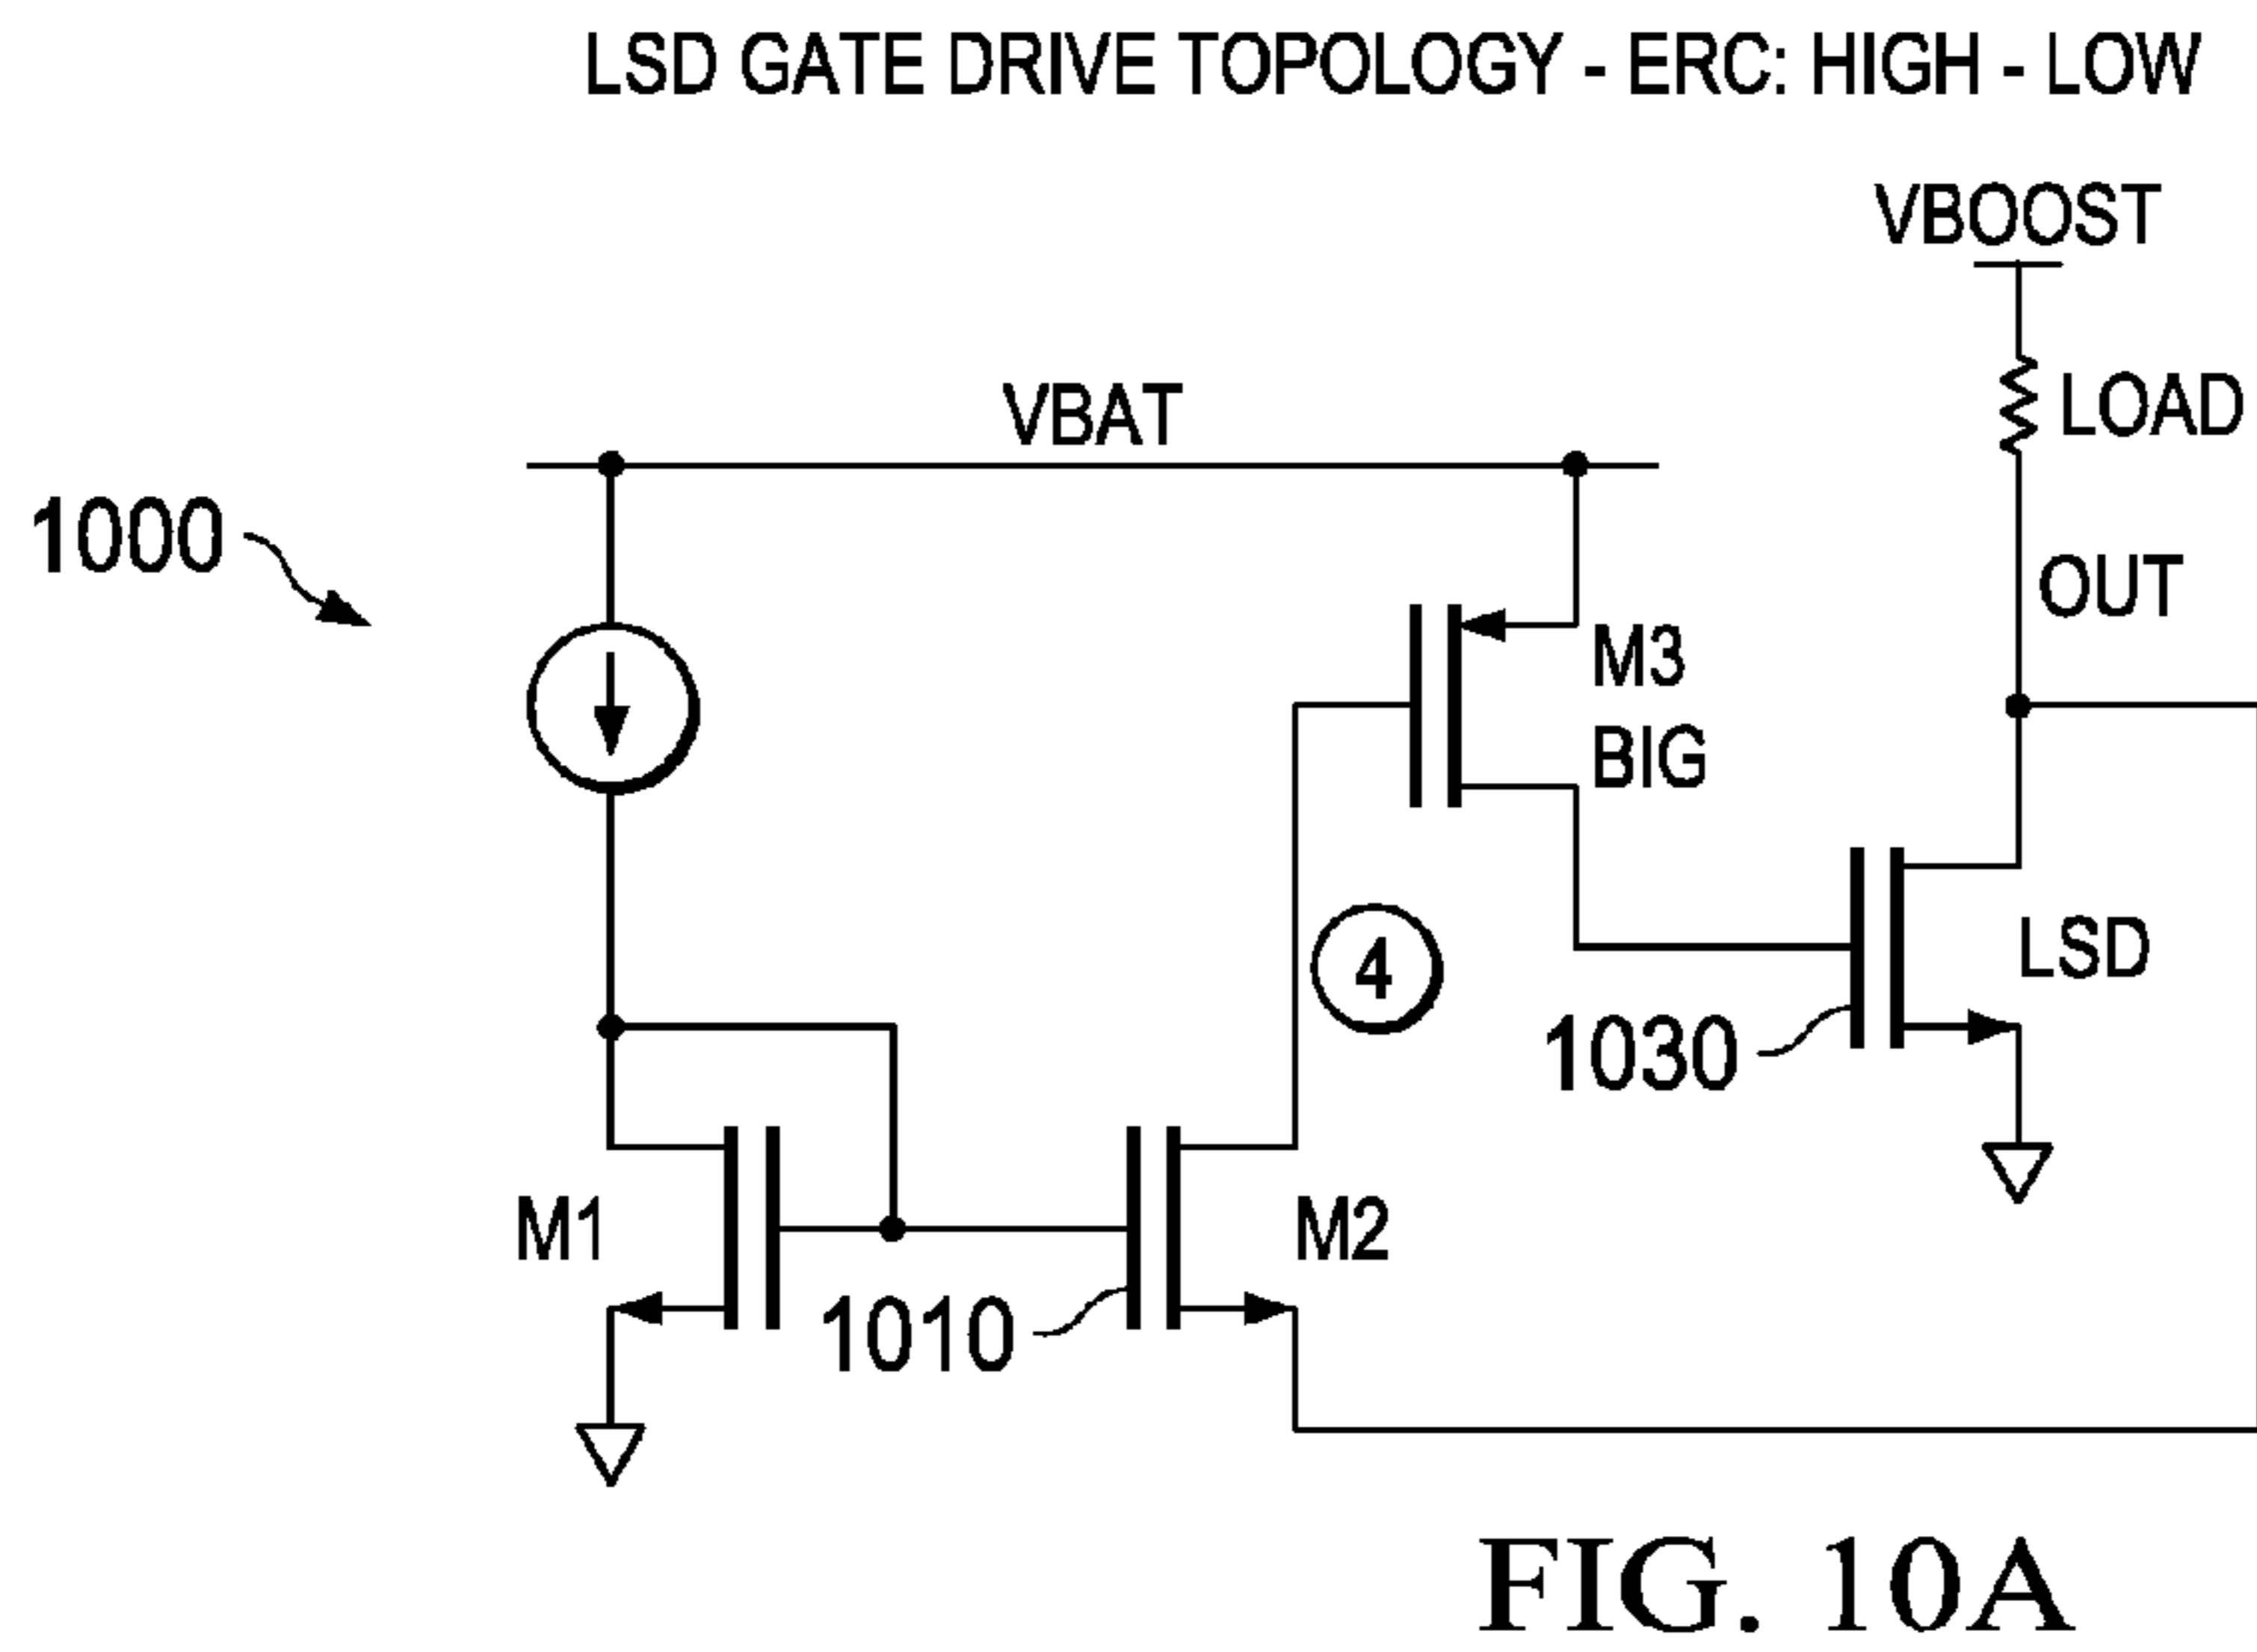 LSD GATE DRIVE TOPOLOGY - ERC: HIGH - LOW
VBOOST
LOAD
VBAT
1000
OUT
M3
BIG
4
LSD
1030
M1
M2
1010
FIG. 10A